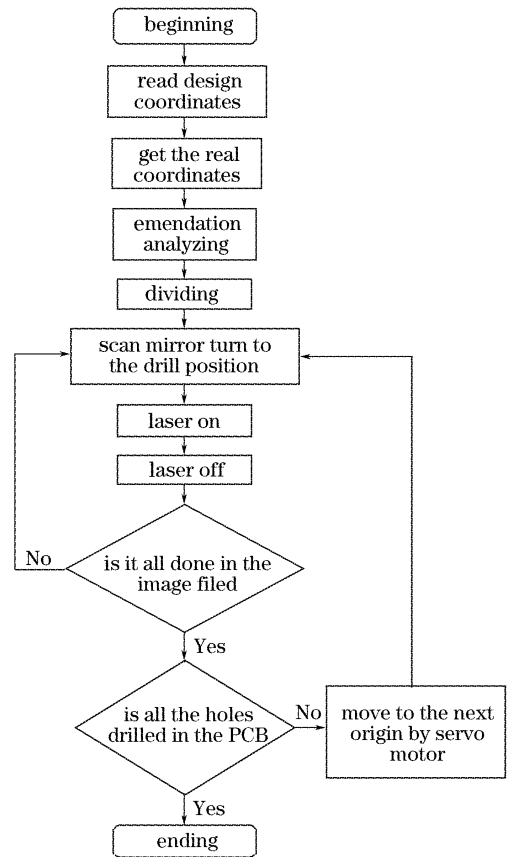 beginning
read design
coordinates
get the real
coordinates
emendation
analyzing
dividing
scan mirror turn to
the drill position
laser on
laser off
is it all done in the
image filed
No
Yes
is all the holes
drilled in the PCB
No
move to the next
origin by servo
motor
Yes
ending